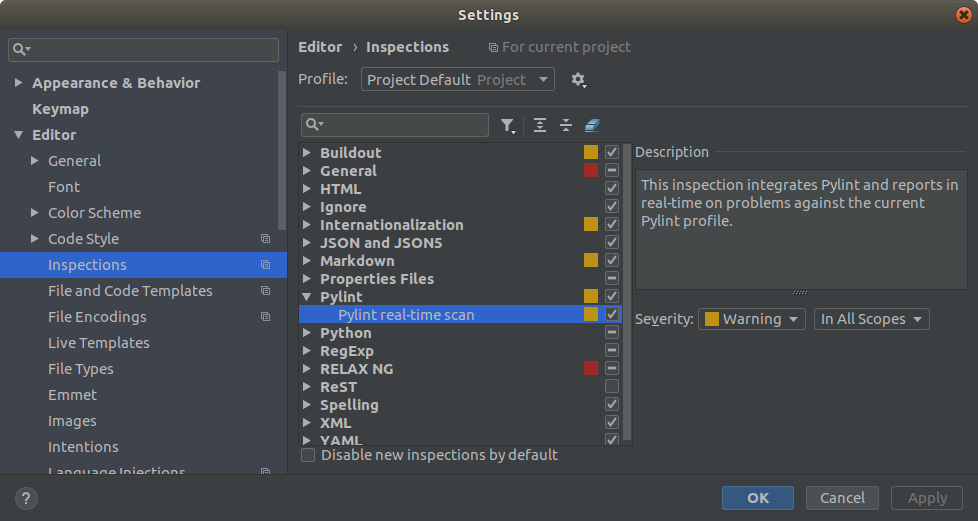 Settings
Appearance & Behavior
Keymap
Editor
General
Font
Color Scheme
Code Style
Inspections
File and Code Templates
File Encodings
Live Templates
File Types
Emmet
Images
Intentions
Language Injections
Editor › Inspections For current project
Profile: Project Default Project
Buildout
General
HTML
Ignore
Internationalization
JSON and JSON5
Markdown
Properties Files
Pylint
Pylint real-time scan
Python
RegExp
RELAX NG
ReST
Spelling
XML
YAML
Disable new inspections by default
Description
This inspection integrates Pylint and reports in
real-time on problems against the current
Pylint profile.
Severity: Warning In All Scopes
? OK Cancel Apply